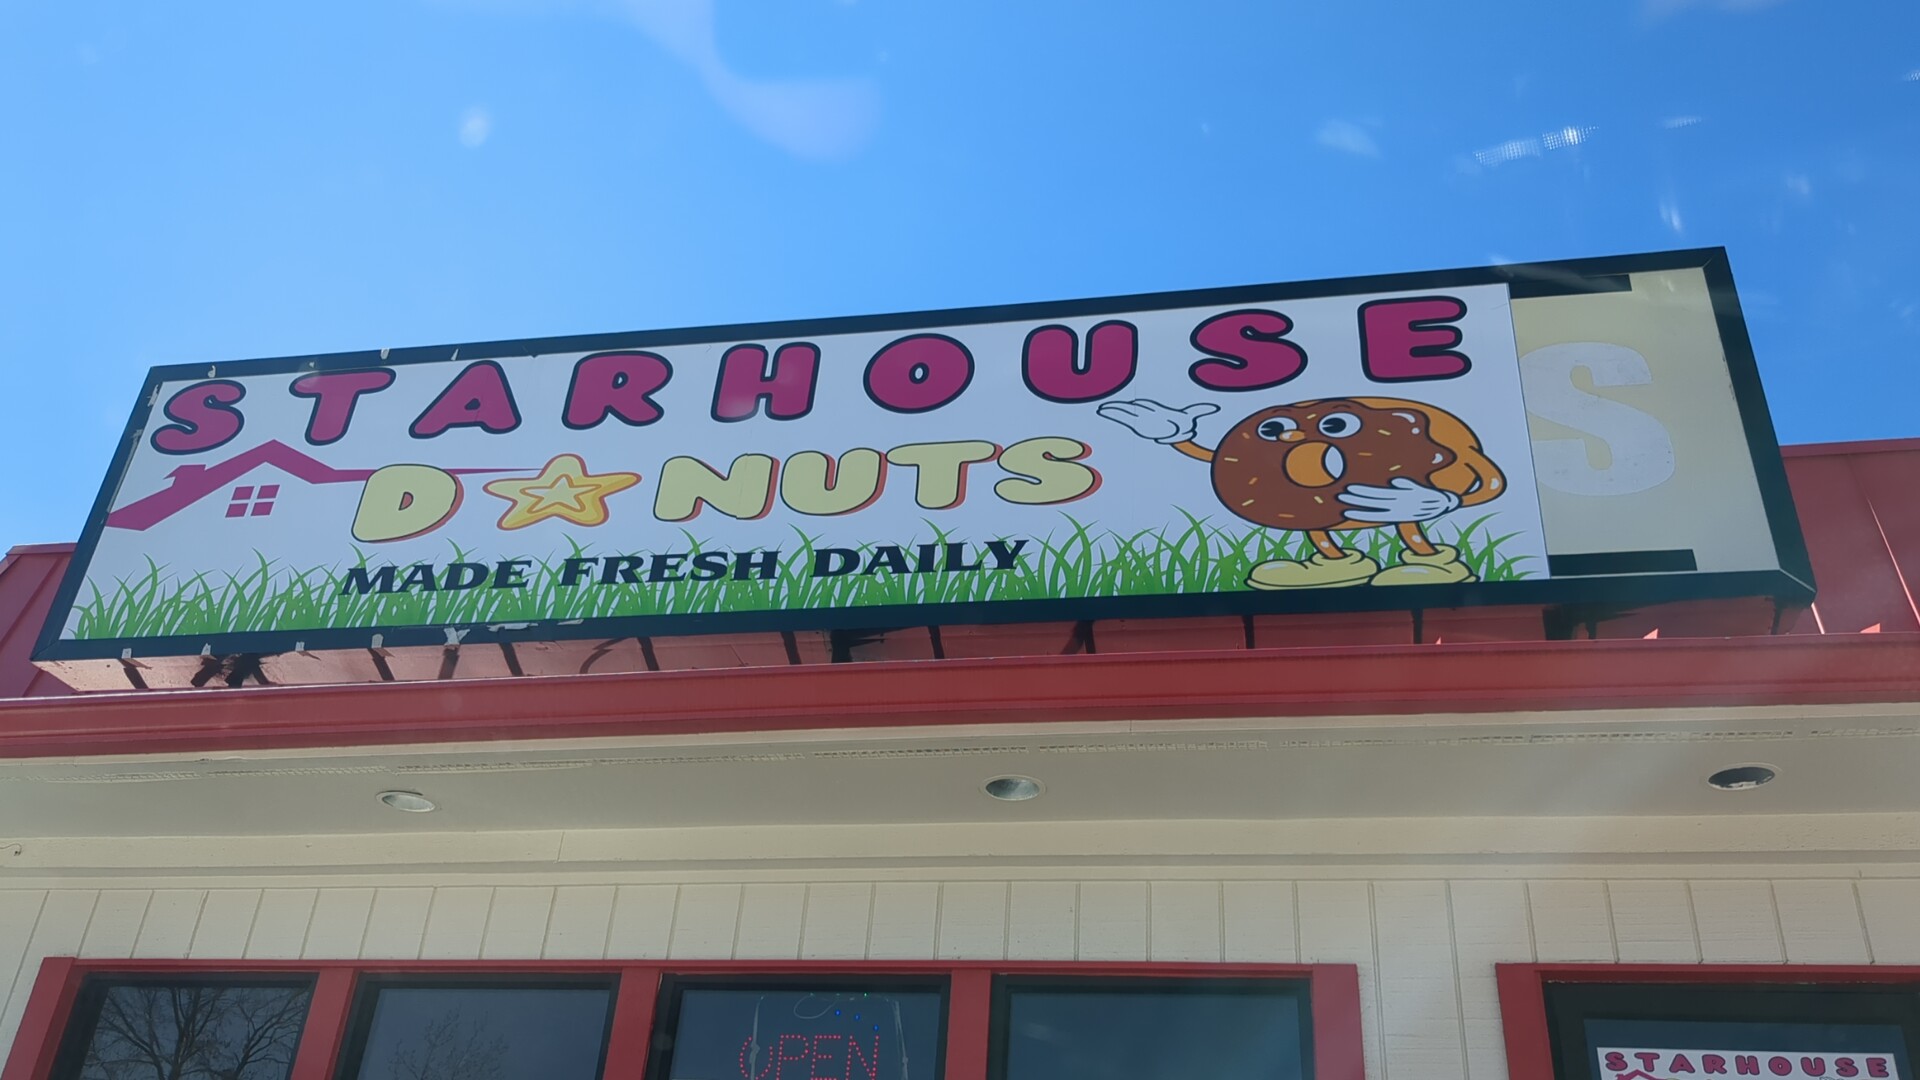 STARHOUSE
D NUTS
MADE FRESH DAILY
S
OPEN
STARHOUSE